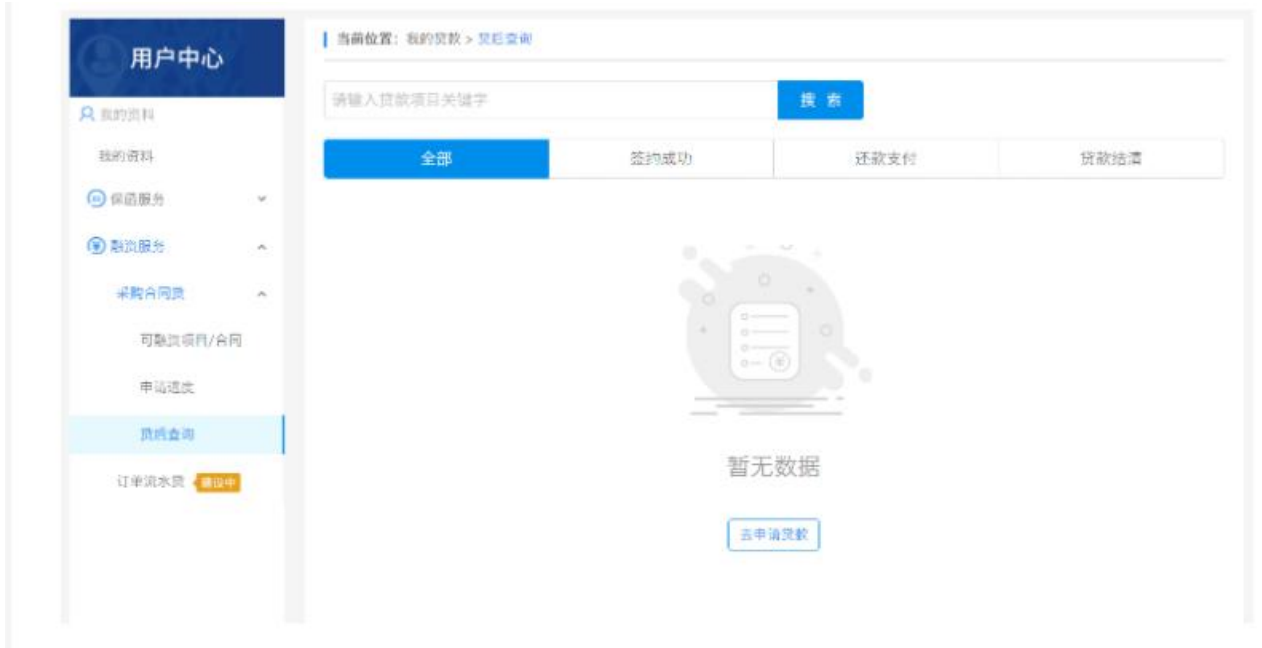 用户中心
我的资料
我的资料
保函服务
融资服务
采购合同贷
可融资项目/合同
申请进度
贷后查询
订单流水贷 建设中
当前位置：我的贷款 > 贷后查询
请输入贷款项目关键字
搜 索
全部 签约成功 还款支付 贷款结清
暂无数据
去申请贷款